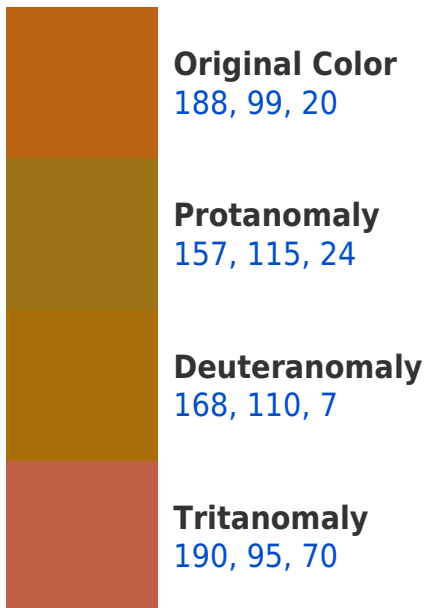 Original Color
188, 99, 20
Protanomaly
157, 115, 24
Deuteranomaly
168, 110, 7
Tritanomaly
190, 95, 70